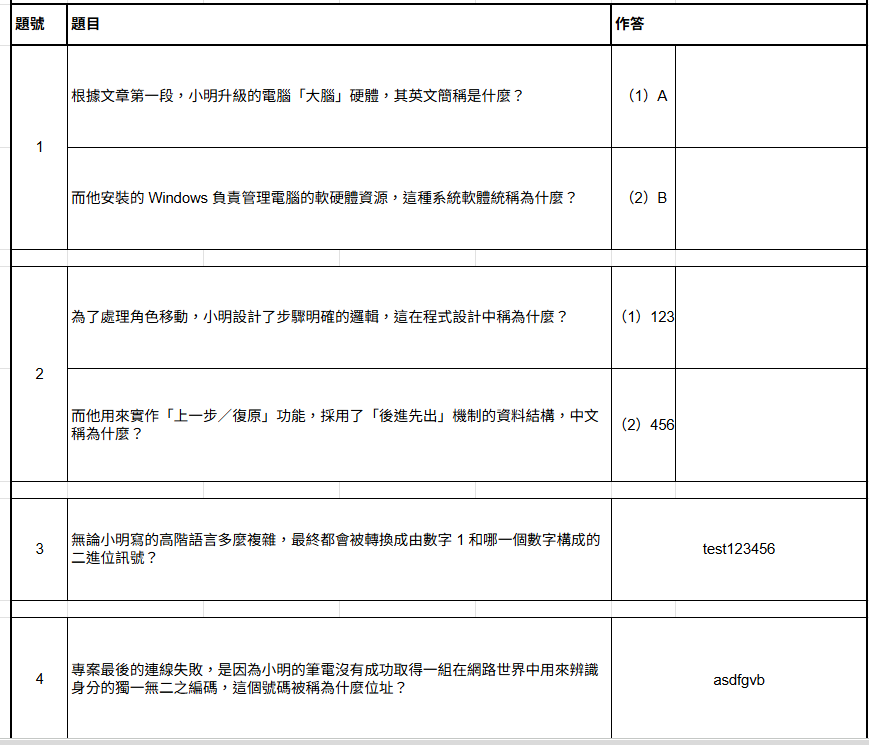 題號 題目 作答
1
根據文章第一段，小明升級的電腦「大腦」硬體，其英文簡稱是什麼？ （1）A
而他安裝的 Windows 負責管理電腦的軟硬體資源，這種系統軟體統稱為什麼？ （2）B
2
為了處理角色移動，小明設計了步驟明確的邏輯，這在程式設計中稱為什麼？ （1）123
而他用來實作「上一步／復原」功能，採用了「後進先出」機制的資料結構，中文
稱為什麼？ （2）456
3
無論小明寫的高階語言多麼複雜，最終都會被轉換成由數字 1 和哪一個數字構成的
二進位訊號？
test123456
4
專案最後的連線失敗，是因為小明的筆電沒有成功取得一組在網路世界中用來辨識
身分的獨一無二之編碼，這個號碼被稱為什麼位址？
asdfgvb